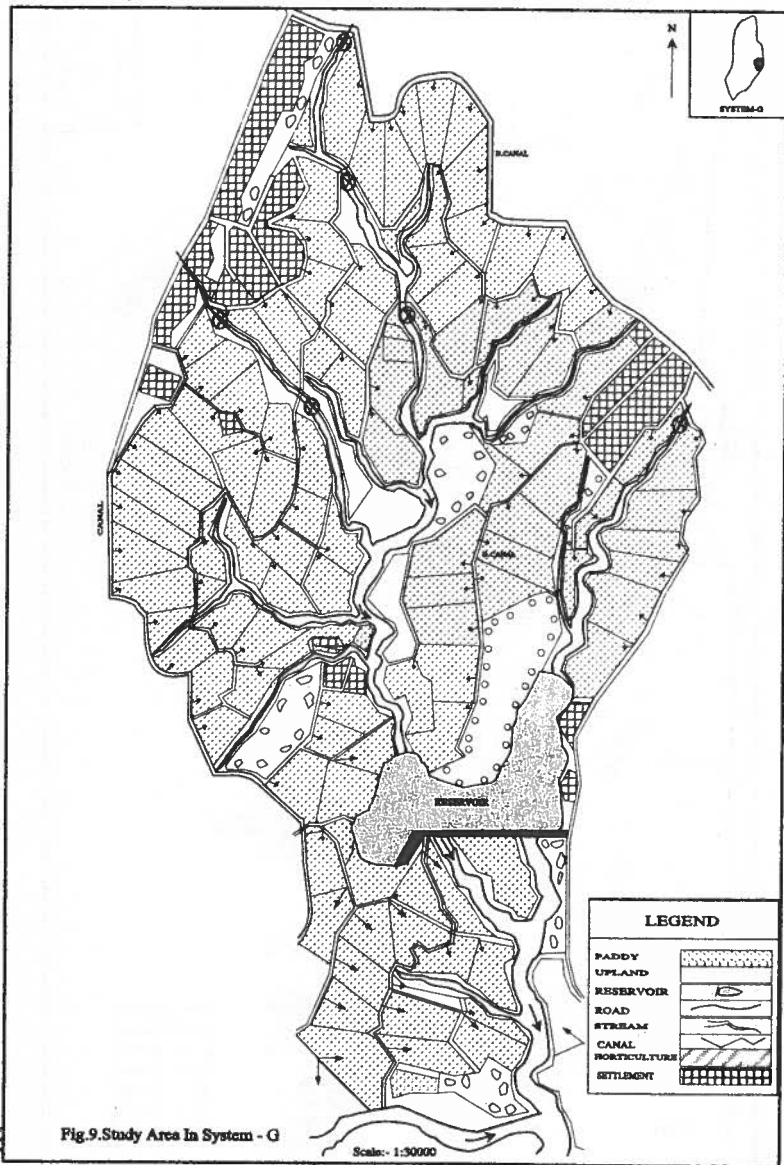 N
SYSTEM-G
B.CANAL
CANAL
B.CANAL
RESERVOIR
LEGEND
PADDY
UPLAND
RESERVOIR
ROAD
STREAM
CANAL
HORTICULTURE
SETTLEMENT
Fig.9.Study Area In System - G
Scale:- 1:30000